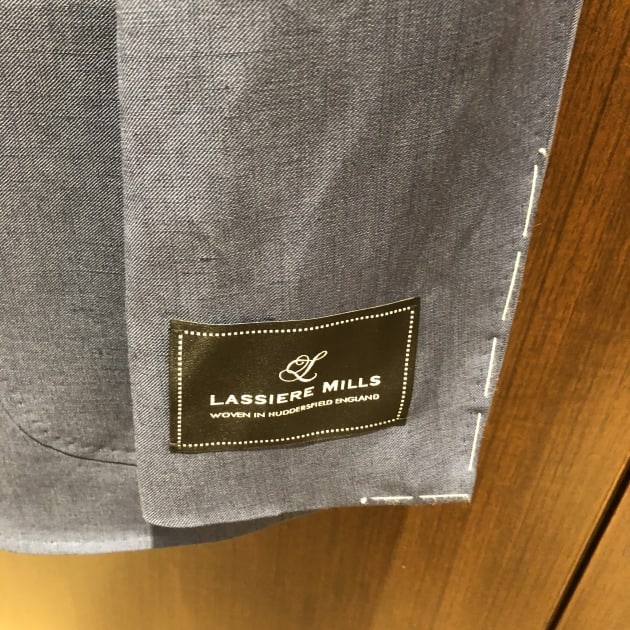 LASSIERE MILLS
WOVEN IN HUDDERSFIELD ENGLAND